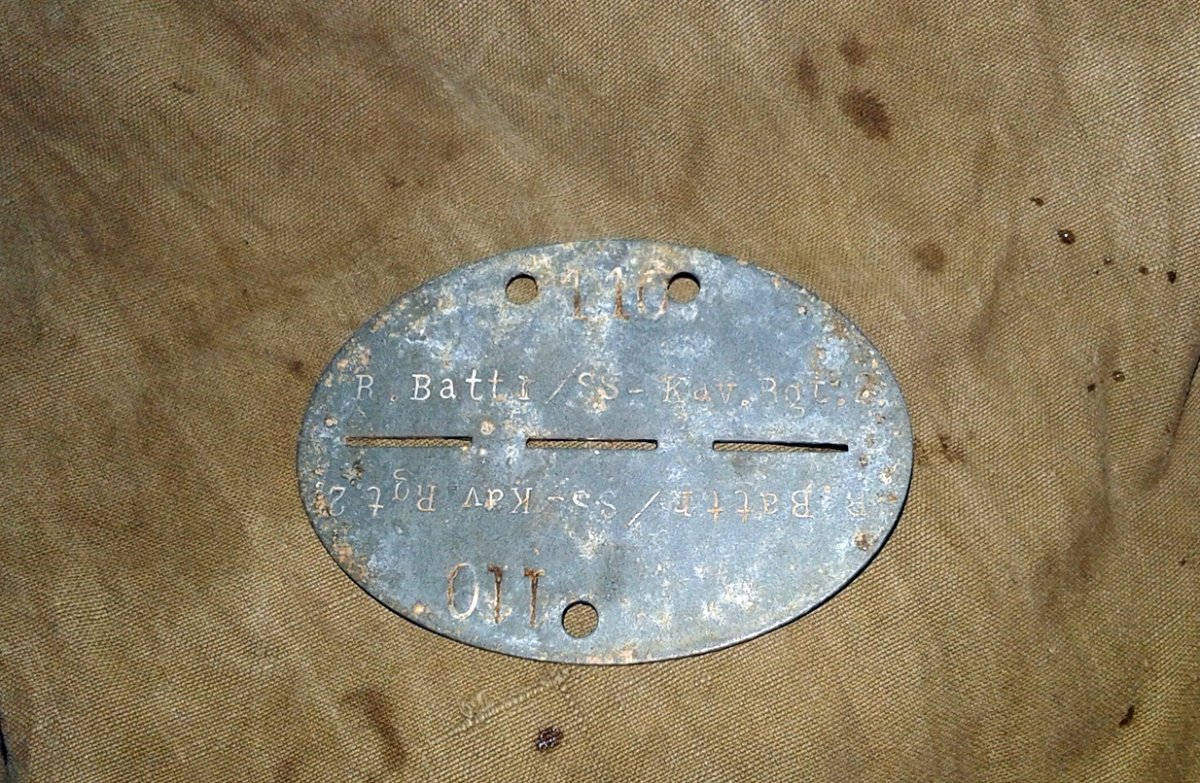 110
R.Battr/SS-Kav.Rgt.2
R.Battr/SS-Kav Rgt 2
110